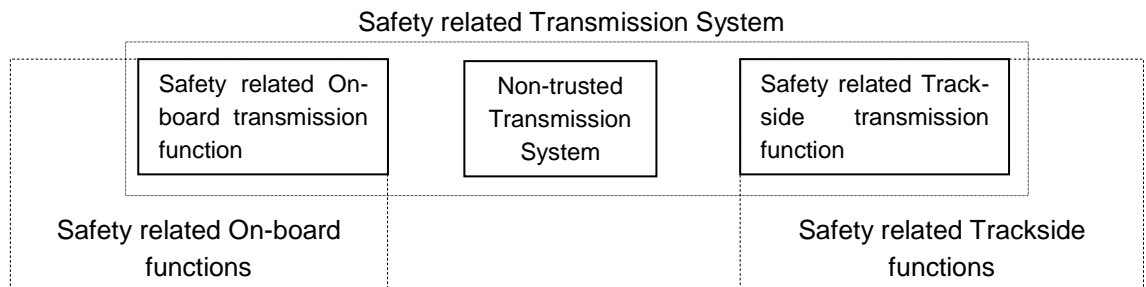 Safety related Transmission System
Safety related On-
board transmission
function
Non-trusted
Transmission
System
Safety related Track-
side transmission
function
Safety related On-board
functions
Safety related Trackside
functions